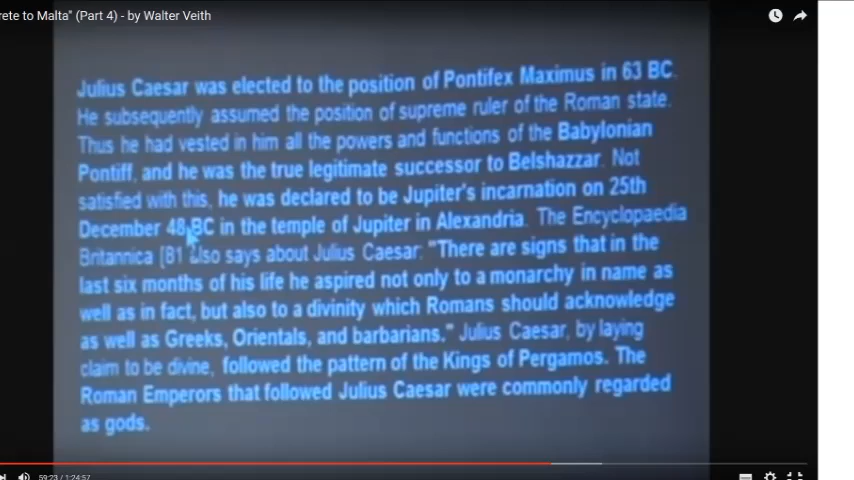 rete to Malta" (Part 4) - by Walter Veith
Julius Caesar was elected to the position of Pontifex Maximus in 63 BC.
He subsequently assumed the position of supreme ruler of the Roman state.
Thus he had vested in him all the powers and functions of the Babylonian
Pontiff, and he was the true legitimate successor to Belshazzar. Not
satisfied with this, he was declared to be Jupiter's incarnation on 25th
December 48 BC in the temple of Jupiter in Alexandria. The Encyclopaedia
Britannica [B1 also says about Julius Caesar: "There are signs that in the
last six months of his life he aspired not only to a monarchy in name as
well as in fact, but also to a divinity which Romans should acknowledge
as well as Greeks, Orientals, and barbarians." Julius Caesar, by laying
claim to be divine, followed the pattern of the Kings of Pergamos. The
Roman Emperors that followed Julius Caesar were commonly regarded
as gods.
59:23 / 1:24:57